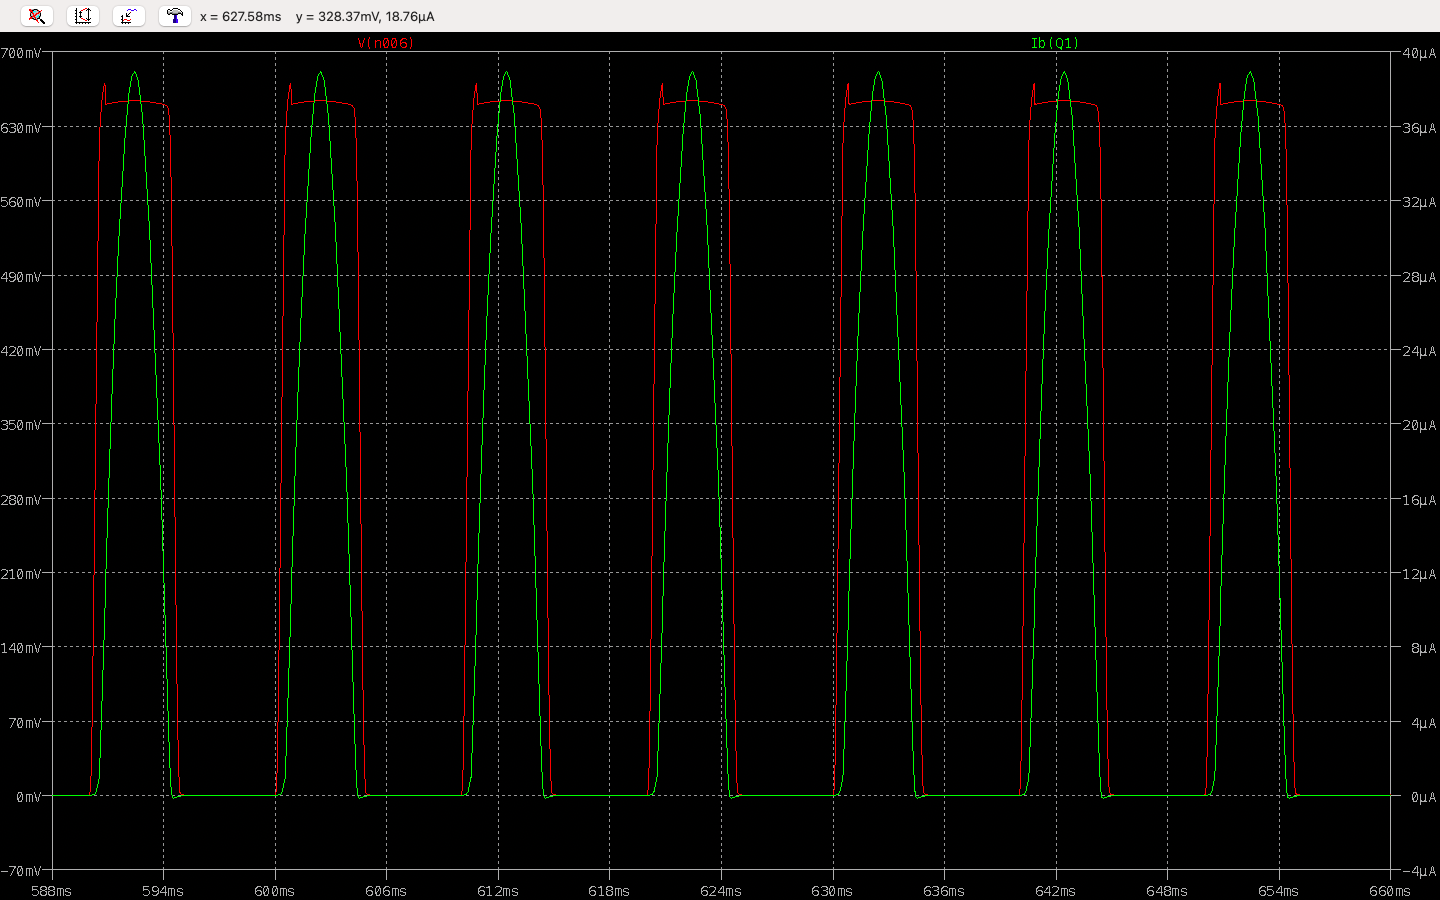 x = 627.58ms    y = 328.37mV, 18.76µA
V(n006)
Ib(Q1)
700mV
40µA
630mV
36µA
560mV
32µA
490mV
28µA
420mV
24µA
350mV
20µA
280mV
16µA
210mV
12µA
140mV
8µA
70mV
4µA
0mV
0µA
-70mV
-4µA
588ms 594ms 600ms 606ms 612ms 618ms 624ms 630ms 636ms 642ms 648ms 654ms 660ms